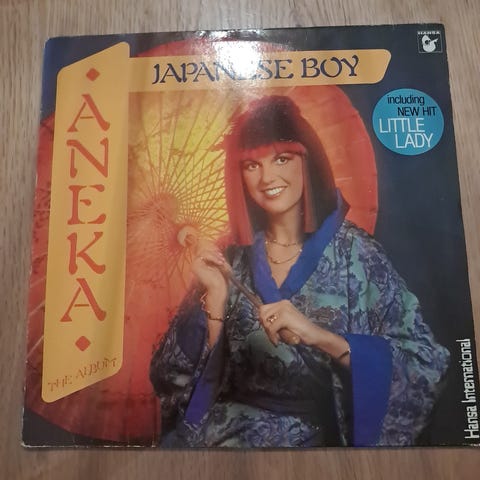 HANSA
JAPANESE BOY
including
NEW HIT
LITTLE
LADY
ANEKA
THE ALBUM
Hansa International